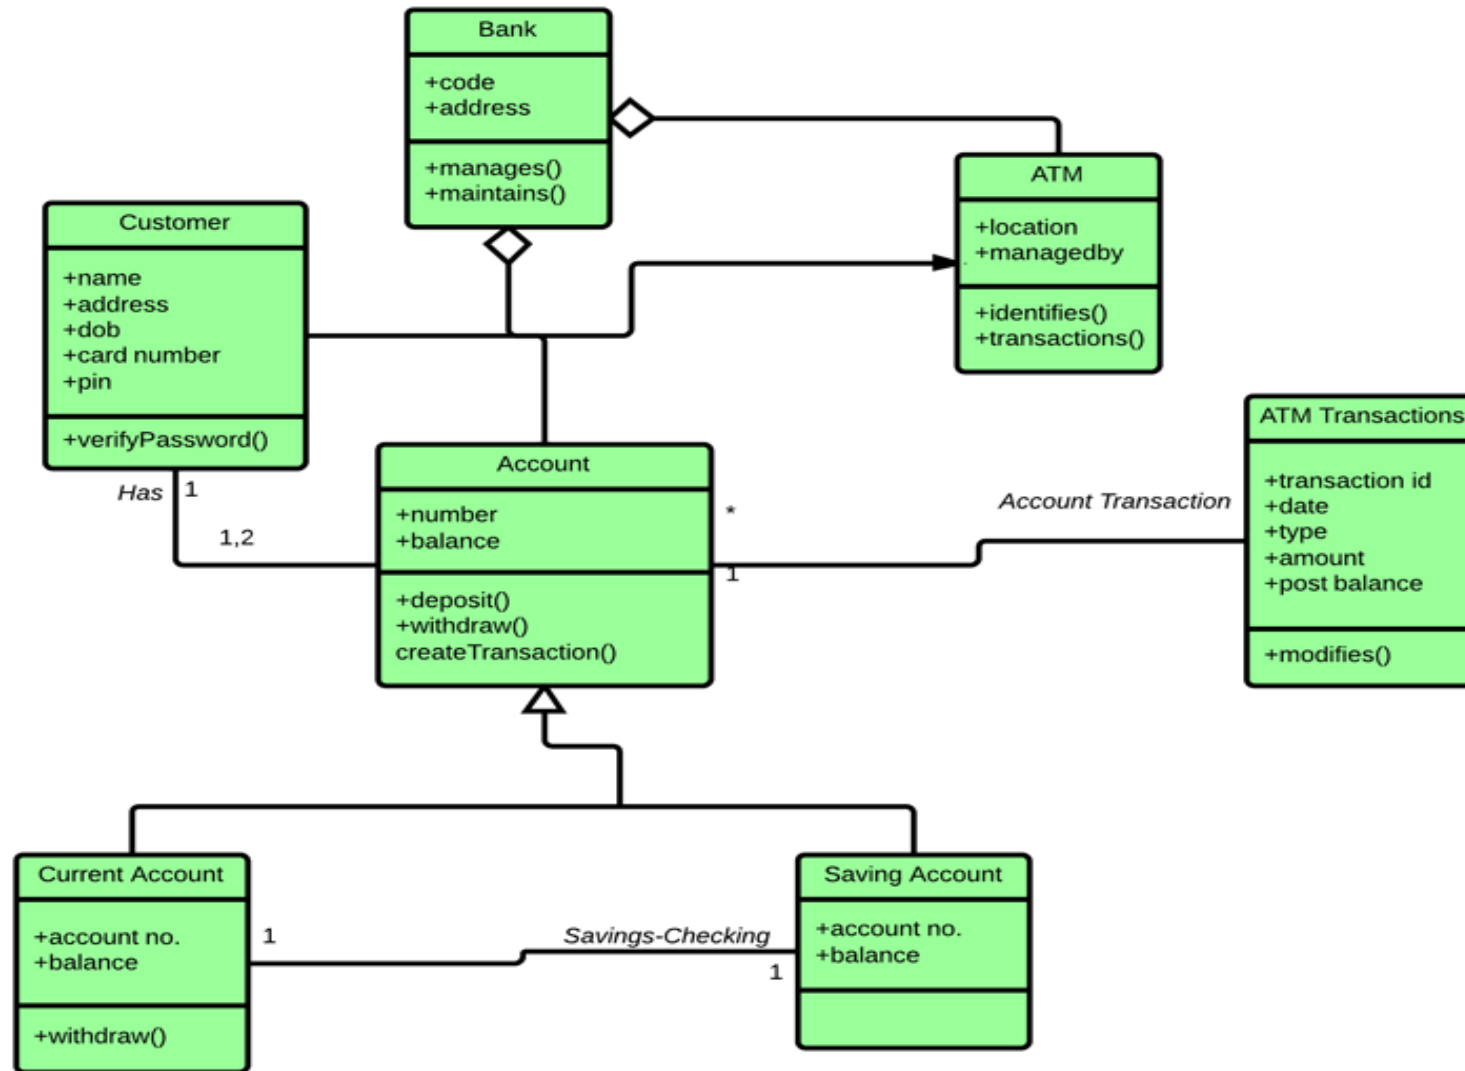 Bank
+code
+address
+manages()
+maintains()
ATM
+location
+managedby
+identifies()
+transactions()
Customer
+name
+address
+dob
+card number
+pin
+verifyPassword()
Has
1
1,2
Account
+number
+balance
+deposit()
+withdraw()
createTransaction()
*
1
Account Transaction
ATM Transactions
+transaction id
+date
+type
+amount
+post balance
+modifies()
Current Account
+account no.
+balance
+withdraw()
1
Savings-Checking
1
Saving Account
+account no.
+balance